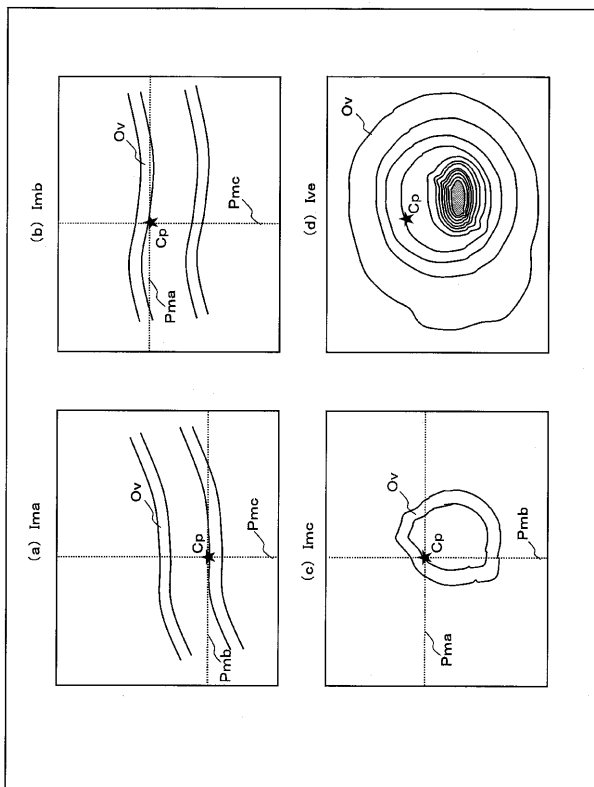 (a) Ima
Ov
Cp
Pmb
Pmc
(b) Imb
Ov
Cp
Pma
Pmc
(c) Imc
Ov
Cp
Pma
Pmb
(d) Ive
Ov
Cp